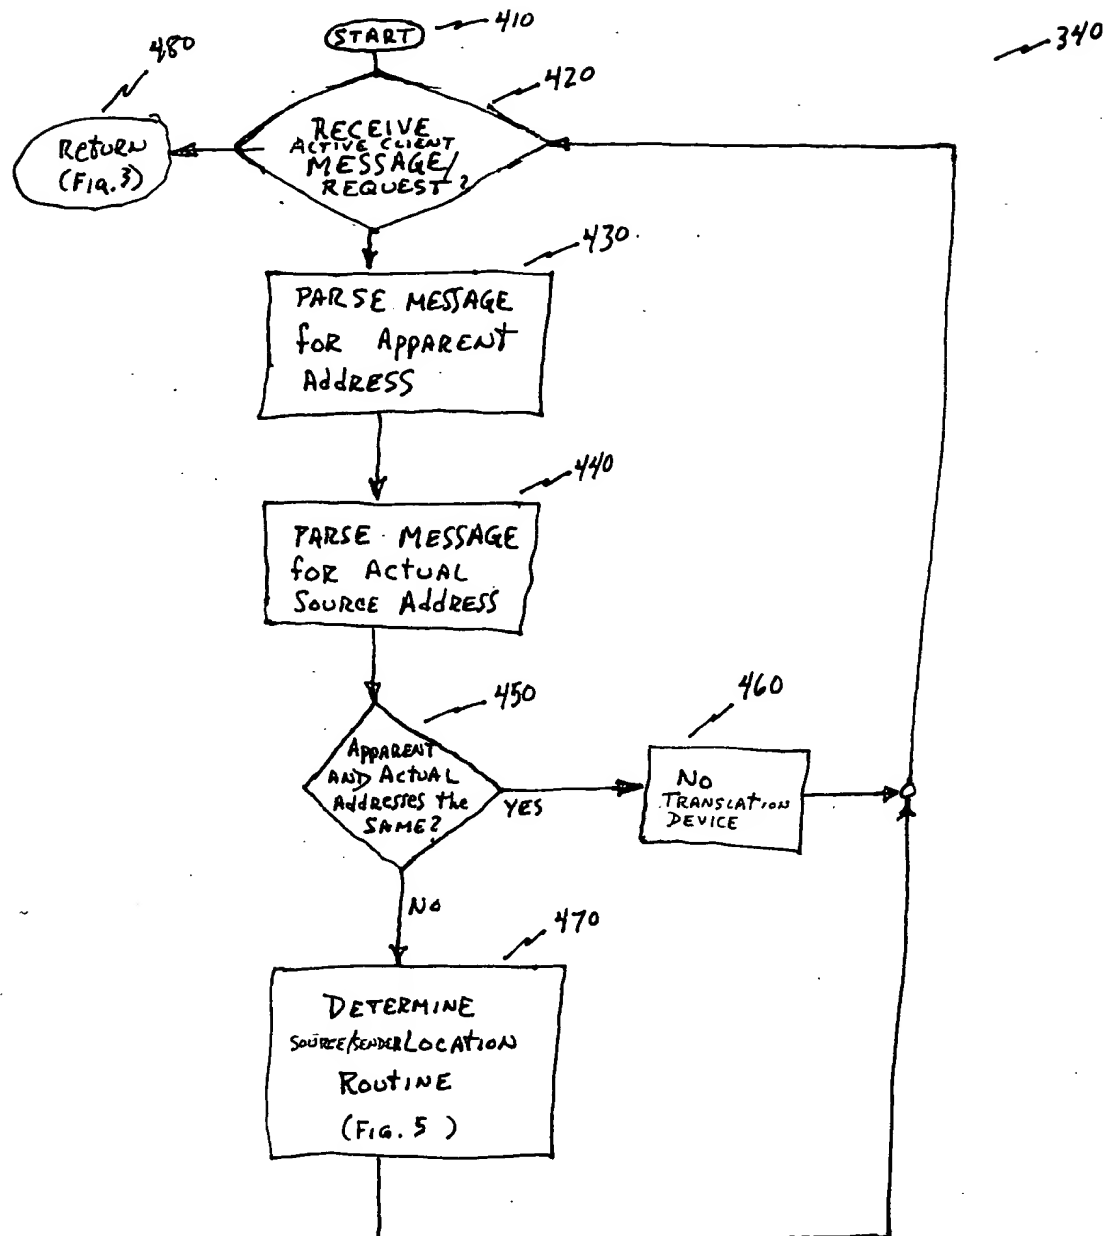 START
410
340
480
420
RETURN
(FIG. 3)
RECEIVE
ACTIVE CLIENT
MESSAGE/
REQUEST?
430
PARSE MESSAGE
FOR APPARENT
ADDRESS
440
PARSE MESSAGE
FOR ACTUAL
SOURCE ADDRESS
450
460
APPARENT
AND ACTUAL
ADDRESSES THE
SAME?
YES
NO
TRANSLATION
DEVICE
NO
470
DETERMINE
SOURCE/SENDER LOCATION
ROUTINE
(FIG. 5)